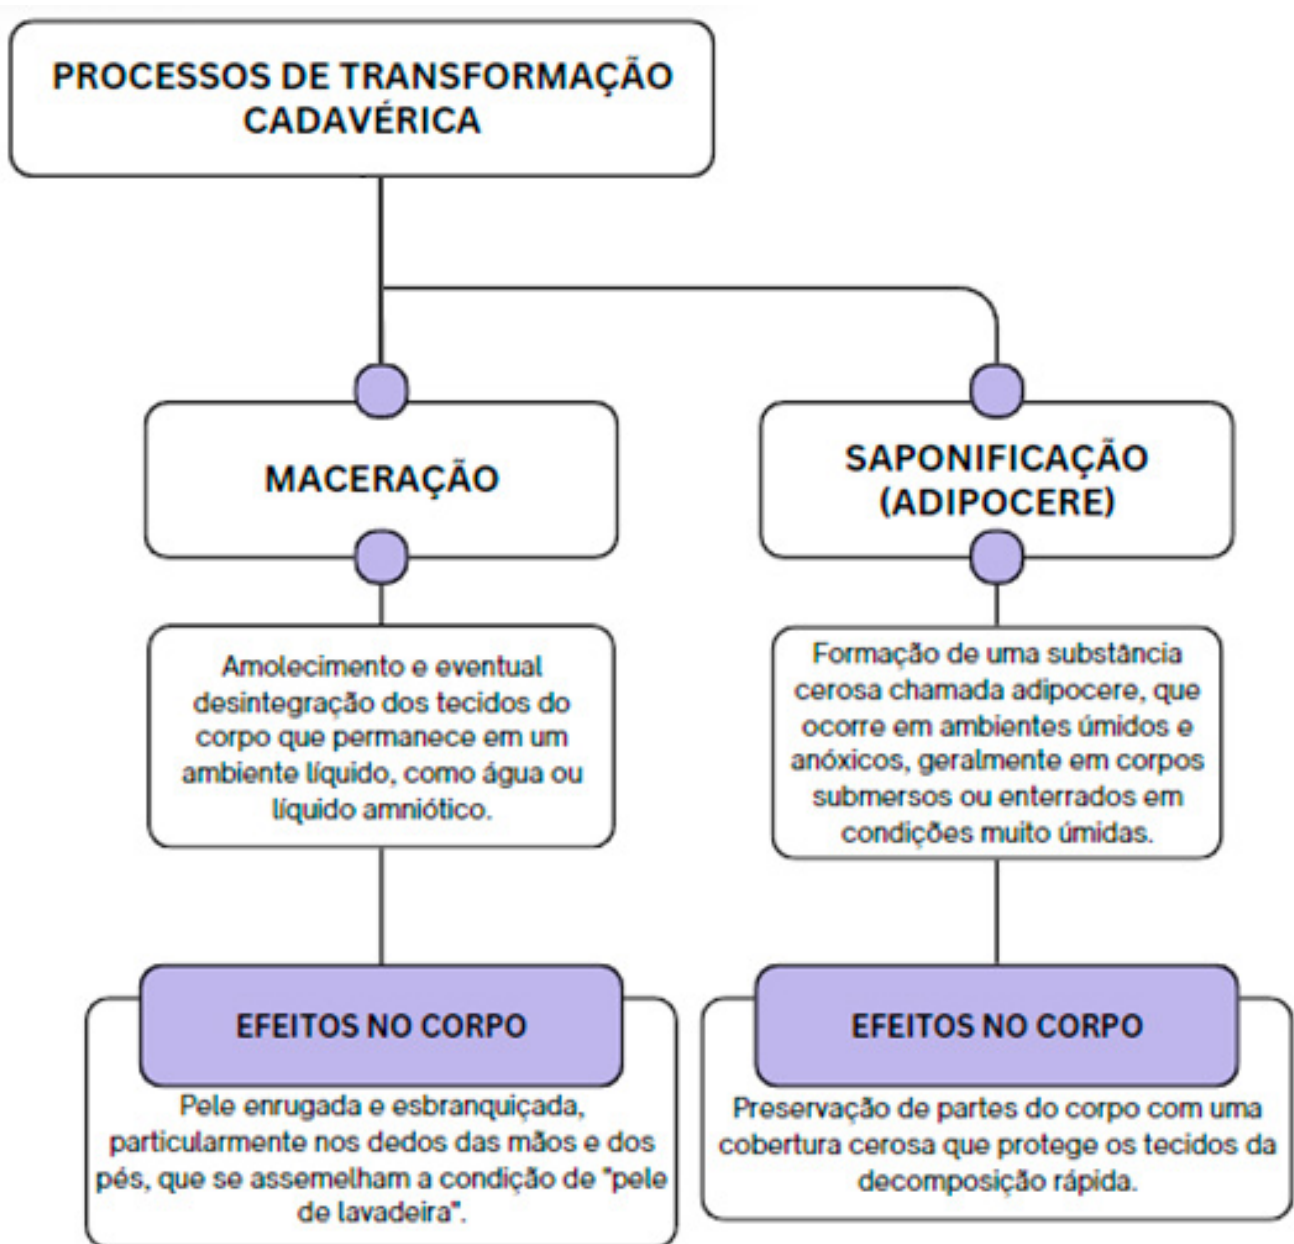 PROCESSOS DE TRANSFORMAÇÃO
CADAVÉRICA
MACERAÇÃO
Amolecimento e eventual
desintegração dos tecidos do
corpo que permanece em um
ambiente líquido, como água ou
líquido amniótico.
EFEITOS NO CORPO
Pele enrugada e esbranquiçada,
particularmente nos dedos das mãos e dos
pés, que se assemelham a condição de "pele
de lavadeira".
SAPONIFICAÇÃO
(ADIPOCERE)
Formação de uma substância
cerosa chamada adipocere, que
ocorre em ambientes úmidos e
anóxicos, geralmente em corpos
submersos ou enterrados em
condições muito úmidas.
EFEITOS NO CORPO
Preservação de partes do corpo com uma
cobertura cerosa que protege os tecidos da
decomposição rápida.